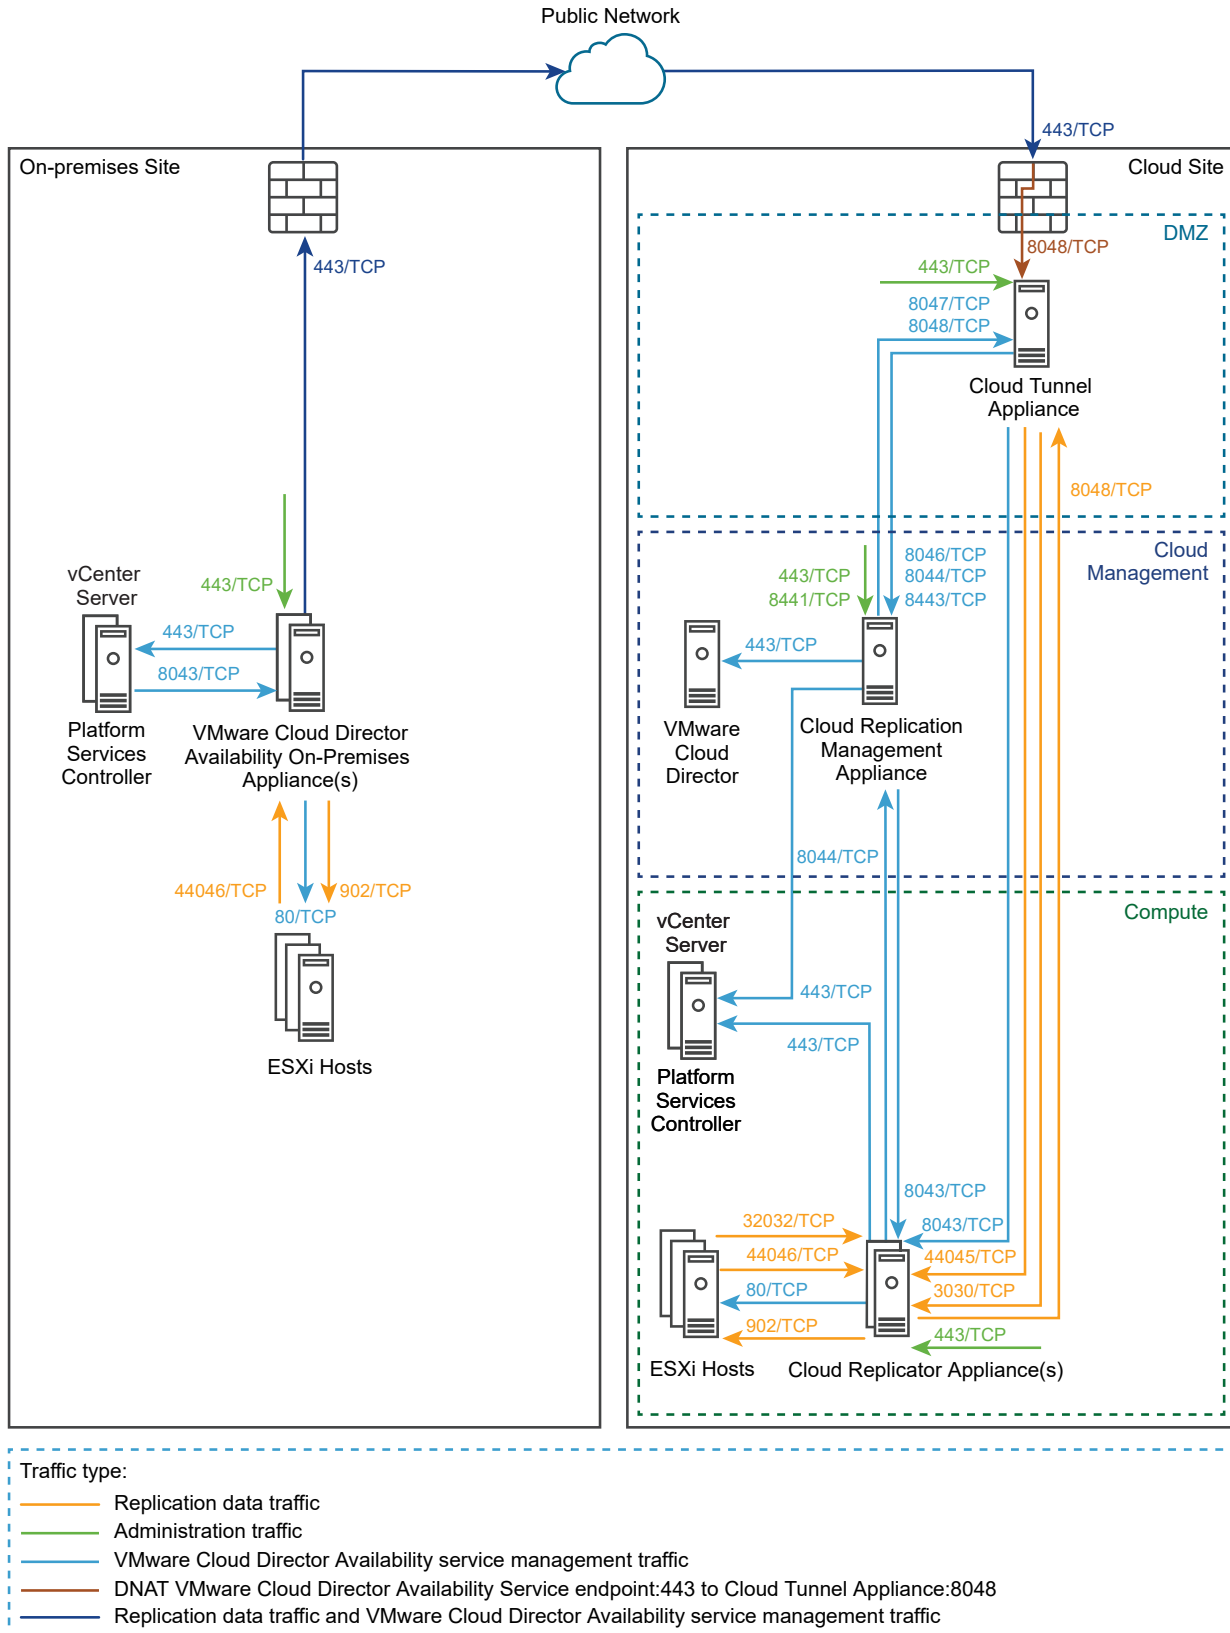 Public Network
443/TCP
On-premises Site
Cloud Site
DMZ
443/TCP
8048/TCP
443/TCP
8047/TCP
8048/TCP
Cloud Tunnel
Appliance
8048/TCP
Cloud
Management
8046/TCP
8044/TCP
8443/TCP
443/TCP
8441/TCP
vCenter
Server
443/TCP
443/TCP
8043/TCP
443/TCP
Platform
Services
Controller
VMware Cloud Director
Availability On-Premises
Appliance(s)
VMware
Cloud
Director
Cloud Replication
Management
Appliance
8044/TCP
44046/TCP
902/TCP
80/TCP
Compute
vCenter
Server
443/TCP
443/TCP
ESXi Hosts
Platform
Services
Controller
8043/TCP
32032/TCP
8043/TCP
44046/TCP
44045/TCP
80/TCP
3030/TCP
902/TCP
443/TCP
ESXi Hosts
Cloud Replicator Appliance(s)
Traffic type:
Replication data traffic
Administration traffic
VMware Cloud Director Availability service management traffic
DNAT VMware Cloud Director Availability Service endpoint:443 to Cloud Tunnel Appliance:8048
Replication data traffic and VMware Cloud Director Availability service management traffic